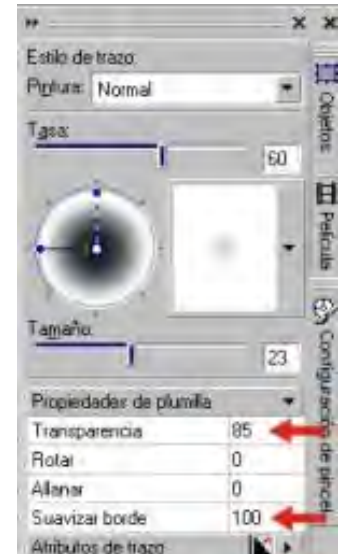 Estilo de trazo:
Pintura: Normal
Tasa:
60
Tamaño:
23
Propiedades de plumilla
Transparencia 85
Rotar 0
Allanar 0
Suavizar borde 100
Atributos de trazo
Objetos
Película
Configuración de pincel